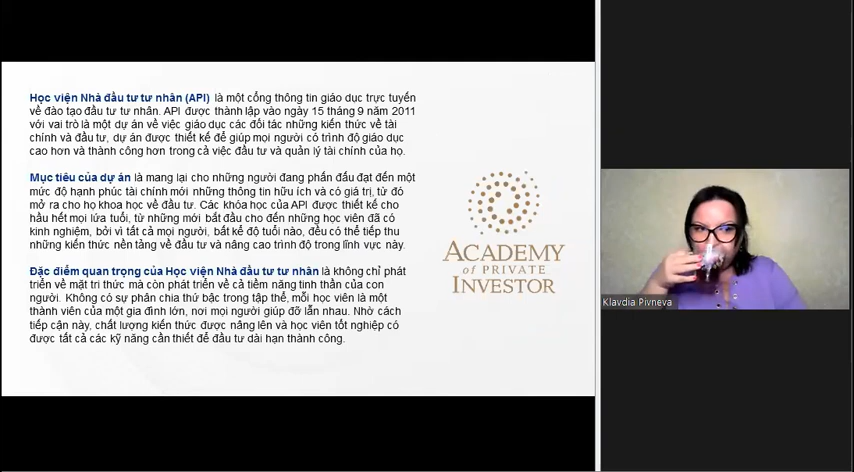 Học viện Nhà đầu tư tư nhân (API) là một cổng thông tin giáo dục trực tuyến
về đào tạo đầu tư tư nhân. API được thành lập vào ngày 15 tháng 9 năm 2011
với vai trò là một dự án về việc giáo dục các đối tác những kiến thức về tài
chính và đầu tư, dự án được thiết kế để giúp mọi người có trình độ giáo dục
cao hơn và thành công hơn trong cả việc đầu tư và quản lý tài chính của họ.
Mục tiêu của dự án là mang lại cho những người đang phấn đấu đạt đến một
mức độ hạnh phúc tài chính mới những thông tin hữu ích và có giá trị, từ đó
mở ra cho họ khoa học về đầu tư. Các khóa học của API được thiết kế cho
hầu hết mọi lứa tuổi, từ những mới bắt đầu cho đến những học viên đã có
kinh nghiệm, bởi vì tất cả mọi người, bất kể độ tuổi nào, đều có thể tiếp thu
những kiến thức nền tảng về đầu tư và nâng cao trình độ trong lĩnh vực này.
Đặc điểm quan trọng của Học viện Nhà đầu tư tư nhân là không chỉ phát
triển về mặt tri thức mà còn phát triển về cả tiềm năng tinh thần của con
người. Không có sự phân chia thứ bậc trong tập thể, mỗi học viên là một
thành viên của một gia đình lớn, nơi mọi người giúp đỡ lẫn nhau. Nhờ cách
tiếp cận này, chất lượng kiến thức được nâng lên và học viên tốt nghiệp có
được tất cả các kỹ năng cần thiết để đầu tư dài hạn thành công.
ACADEMY
of PRIVATE
INVESTOR
Klavdia Pivneva